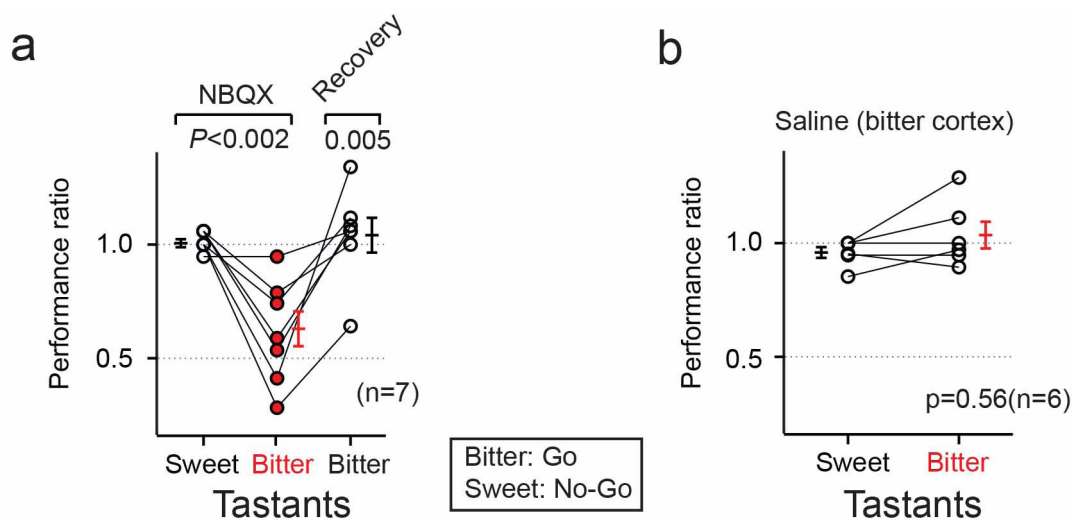 a
NBQX
Recovery
P<0.002
0.005
Performance ratio
1.0
0.5
(n=7)
Sweet Bitter Bitter
Tastants
Bitter: Go
Sweet: No-Go
b
Saline (bitter cortex)
Performance ratio
1.0
0.5
p=0.56(n=6)
Sweet Bitter
Tastants